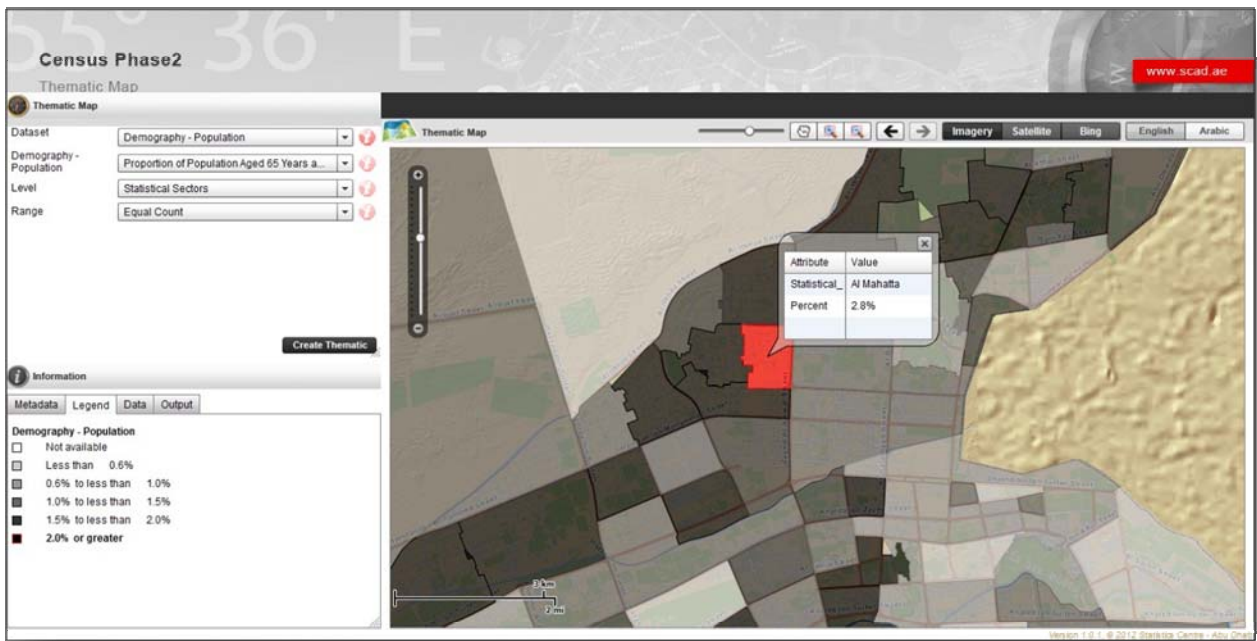 55° 36' E
Census Phase2
Thematic Map
www.scad.ae
Thematic Map
Dataset
Demography - Population
Demography - Population
Proportion of Population Aged 65 Years a...
Level
Statistical Sectors
Range
Equal Count
Create Thematic
Information
Metadata Legend Data Output
Demography - Population
Not available
Less than 0.6%
0.6% to less than 1.0%
1.0% to less than 1.5%
1.5% to less than 2.0%
2.0% or greater
Thematic Map
Imagery Satellite Bing English Arabic
Attribute Value
Statistical_ Al Mahatta
Percent 2.8%
3 km
2 mi
Version 1.0.1. © 2012 Statistics Centre - Abu Dhabi